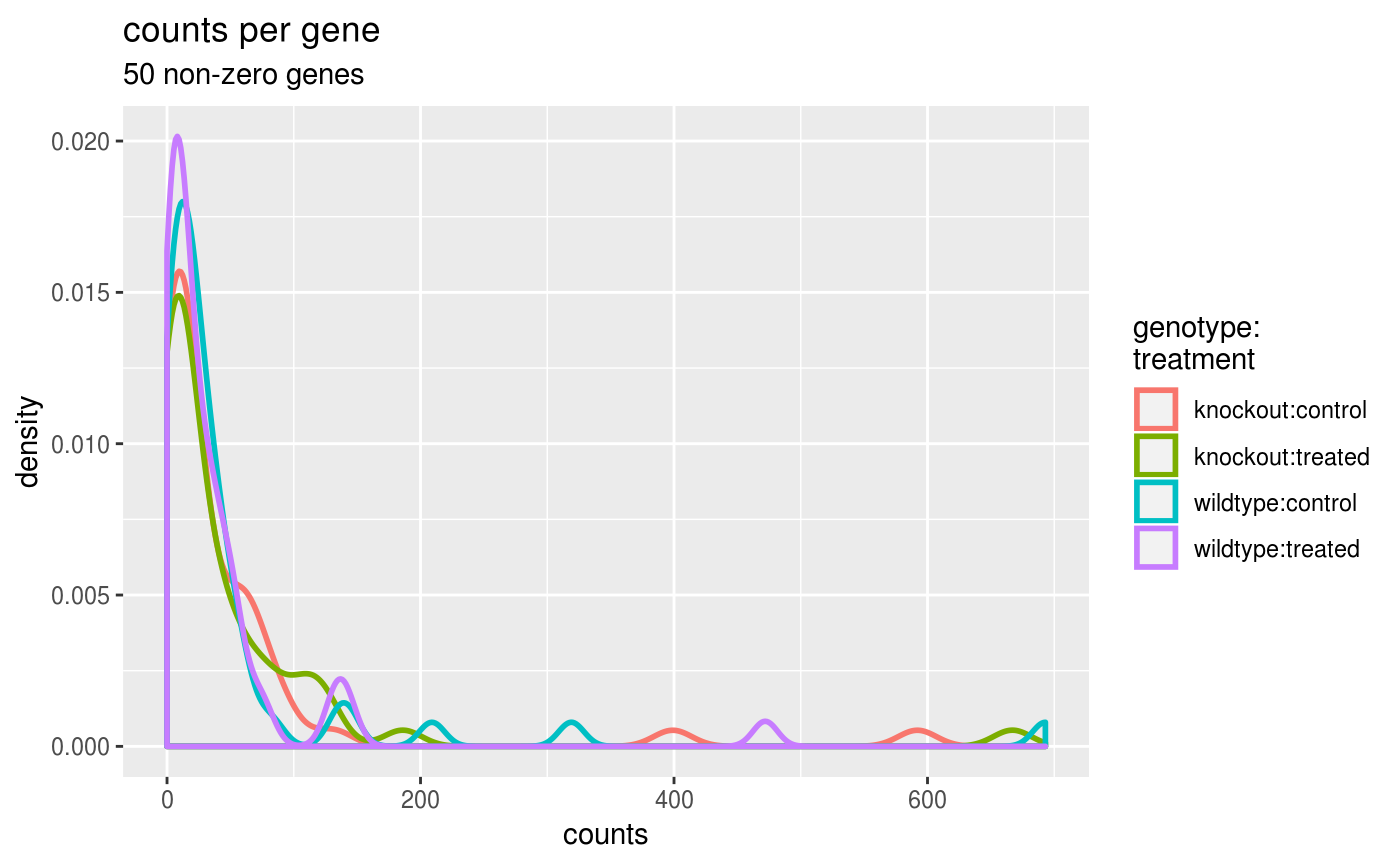 counts per gene
50 non-zero genes
0.020
0.015
0.010
0.005
0.000
density
0
200
400
600
counts
genotype:
treatment
knockout:control
knockout:treated
wildtype:control
wildtype:treated